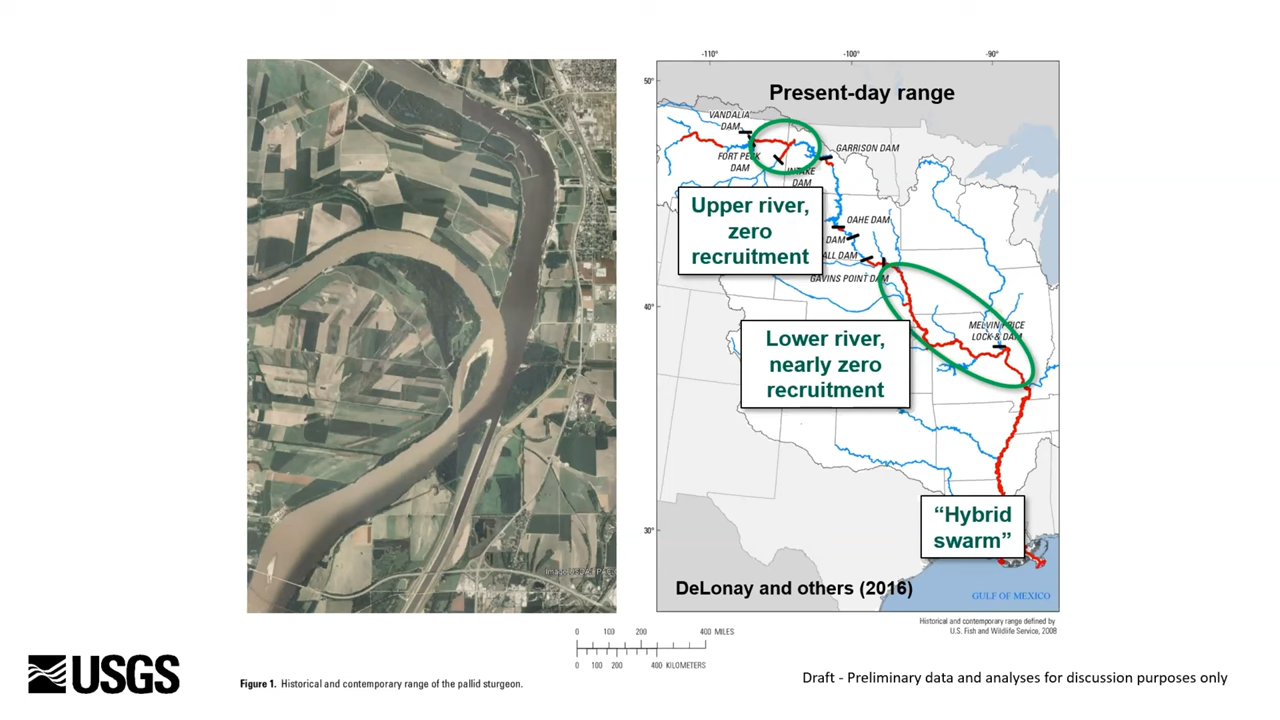 -110°
-100°
-90°
50°
40°
30°
Present-day range
VANDALIA
DAM
FORT PECK
DAM
INTAKE
DAM
GARRISON DAM
Upper river,
zero
recruitment
OAHE DAM
DAM
ALL DAM
GAVINS POINT DAM
MELVIN PRICE
LOCK & DAM
Lower river,
nearly zero
recruitment
“Hybrid
swarm”
DeLonay and others (2016)
GULF OF MEXICO
Historical and contemporary range defined by
U.S. Fish and Wildlife Service, 2008
0 100 200 400 MILES
0 100 200 400 KILOMETERS
USGS
Figure 1. Historical and contemporary range of the pallid sturgeon.
Draft - Preliminary data and analyses for discussion purposes only